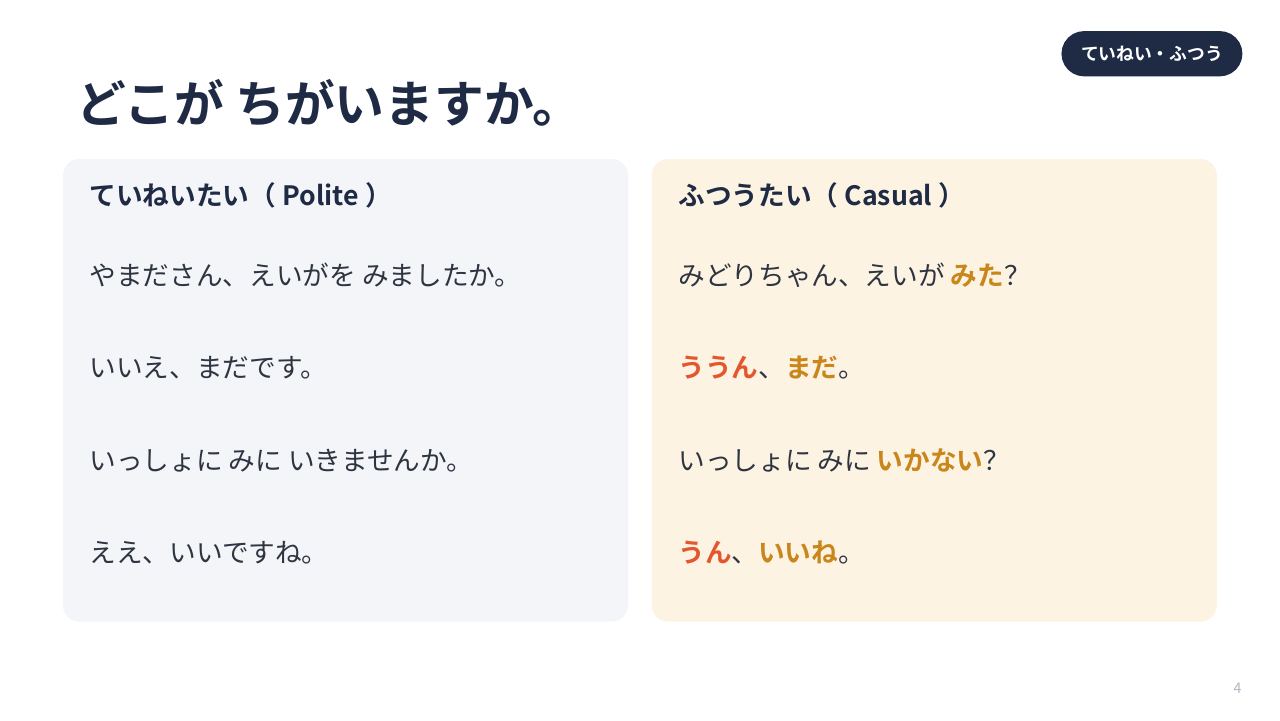 ていねい・ふつう
どこが ちがいますか。
ていねいたい（ Polite ）
やまださん、えいがを みましたか。
いいえ、まだです。
いっしょに みに いきませんか。
ええ、いいですね。
ふつうたい（ Casual ）
みどりちゃん、えいが みた？
ううん、まだ。
いっしょに みに いかない？
うん、いいね。
4